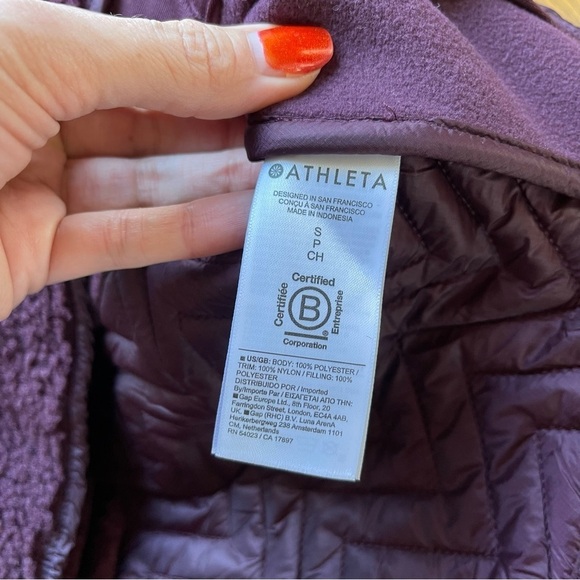 ATHLETA
DESIGNED IN SAN FRANCISCO
CONÇU À SAN FRANCISCO
MADE IN INDONESIA
S
P
CH
Certified
Certifiée
B
Entreprise
Corporation
US/GB: BODY: 100% POLYESTER /
TRIM: 100% NYLON / FILLING: 100%
POLYESTER
DISTRIBUIDO POR / Imported
By/Importe Par / ΕΙΣΑΓΕΤΑΙ ΑΠΟ ΤΗΝ:
Gap Europe Ltd., 8th Floor, 20
Farringdon Street, London, EC4A 4AB,
UK. Gap (RHC) B.V. Luna ArenA
Herikerbergweg 238 Amsterdam 1101
CM, Netherlands
RN 54023 / CA 17897